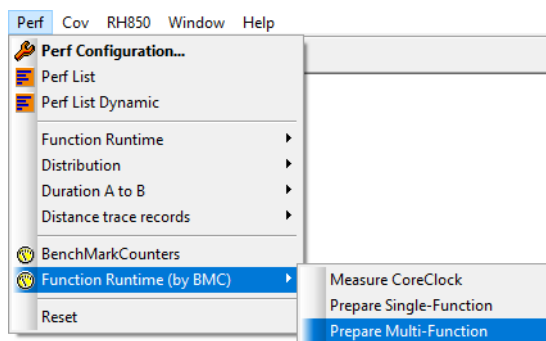 Perf Cov RH850 Window Help
Perf Configuration...
Perf List
Perf List Dynamic
Function Runtime
Distribution
Duration A to B
Distance trace records
BenchMarkCounters
Function Runtime (by BMC)
Reset
Measure CoreClock
Prepare Single-Function
Prepare Multi-Function